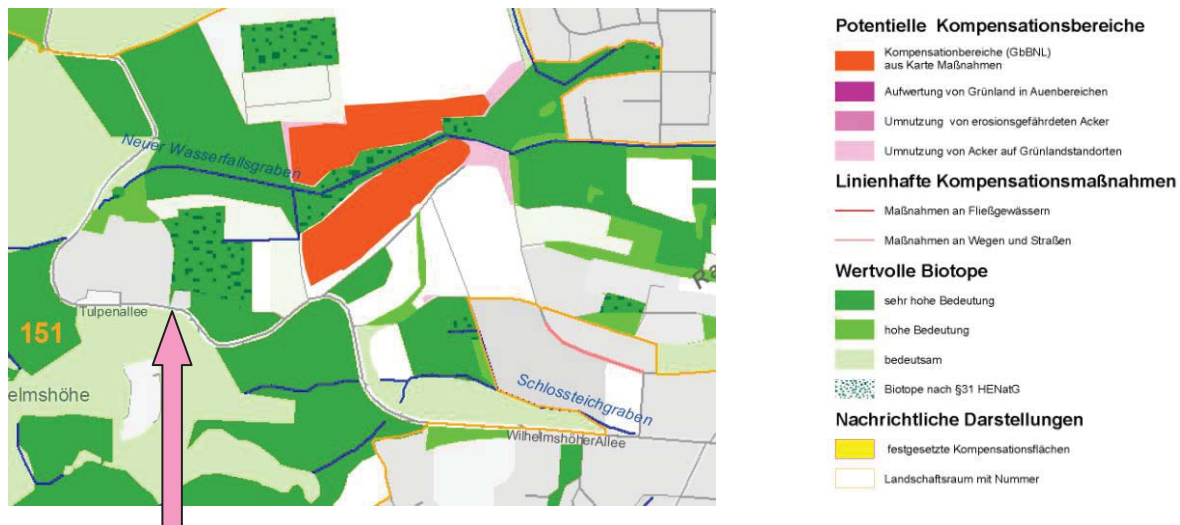 Neuer Wasserfallsgraben
Tulpenallee
151
elmshöhe
Schlossteichgraben
WilhelmshöherAllee
Ra
Potentielle Kompensationsbereiche
Kompensationbereiche (GbBNL)
aus Karte Maßnahmen
Aufwertung von Grünland in Auenbereichen
Umnutzung von erosionsgefährdeten Acker
Umnutzung von Acker auf Grünlandstandorten
Linienhafte Kompensationsmaßnahmen
Maßnahmen an Fließgewässern
Maßnahmen an Wegen und Straßen
Wertvolle Biotope
sehr hohe Bedeutung
hohe Bedeutung
bedeutsam
Biotope nach §31 HENatG
Nachrichtliche Darstellungen
festgesetzte Kompensationsflächen
Landschaftsraum mit Nummer